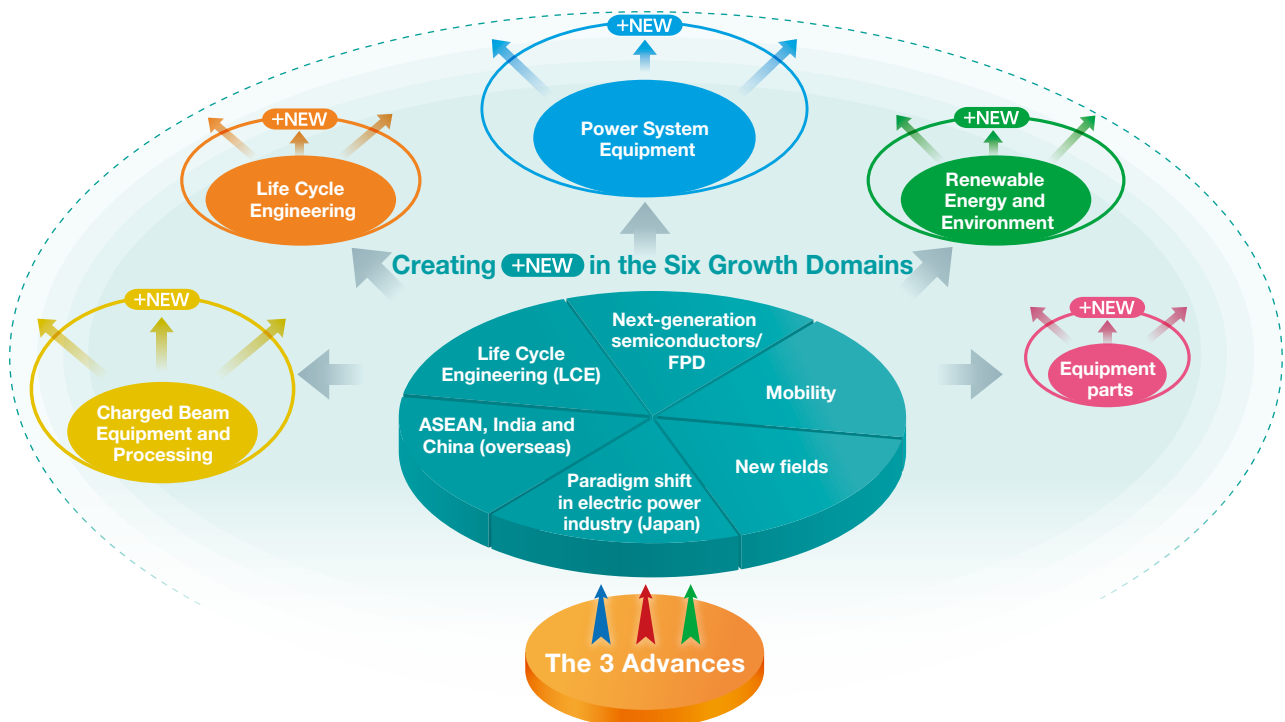 +NEW
Power System
Equipment
+NEW
Life Cycle
Engineering
+NEW
Renewable
Energy and
Environment
Creating +NEW in the Six Growth Domains
+NEW
Charged Beam
Equipment and
Processing
+NEW
Equipment
parts
Next-generation
semiconductors/
FPD
Life Cycle
Engineering (LCE)
Mobility
ASEAN, India and
China (overseas)
New fields
Paradigm shift
in electric power
industry (Japan)
The 3 Advances